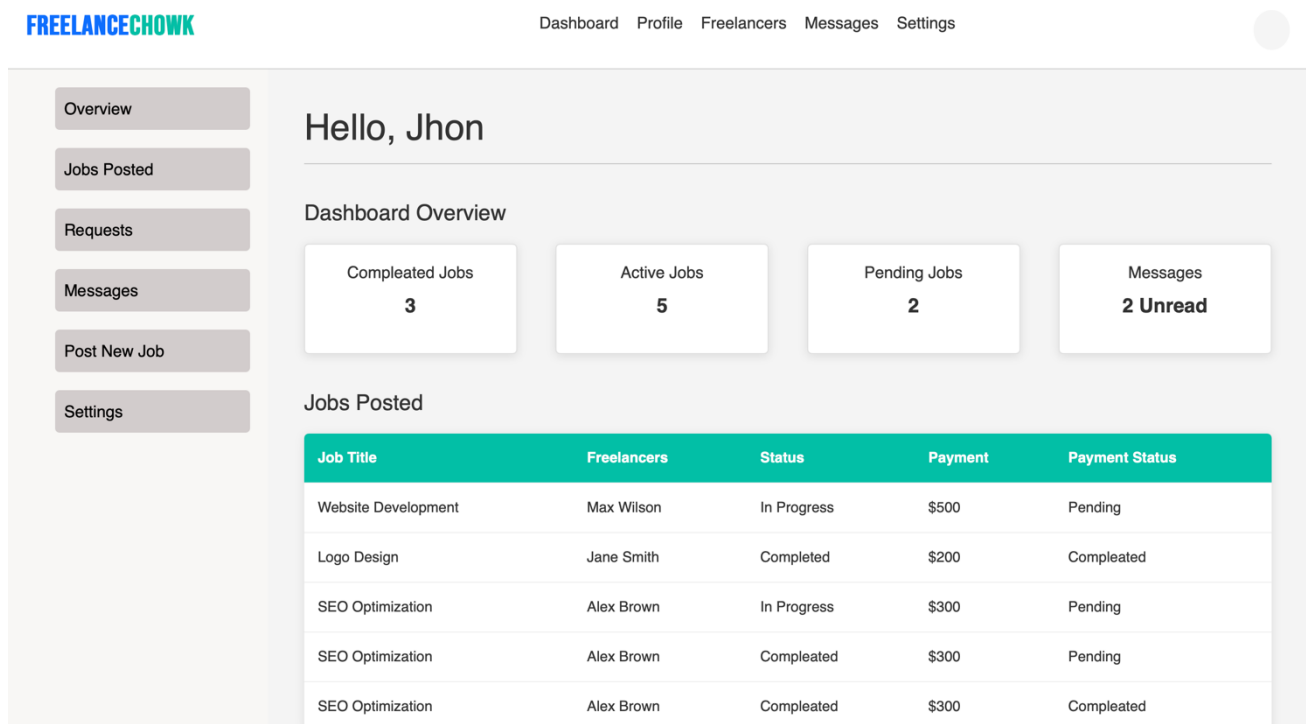 FREELANCECHOWK
Dashboard Profile Freelancers Messages Settings
Overview
Jobs Posted
Requests
Messages
Post New Job
Settings
Hello, Jhon
Dashboard Overview
Compleated Jobs
3
Active Jobs
5
Pending Jobs
2
Messages
2 Unread
Jobs Posted
Job Title Freelancers Status Payment Payment Status
Website Development Max Wilson In Progress $500 Pending
Logo Design Jane Smith Completed $200 Compleated
SEO Optimization Alex Brown In Progress $300 Pending
SEO Optimization Alex Brown Compleated $300 Pending
SEO Optimization Alex Brown Compleated $300 Compleated